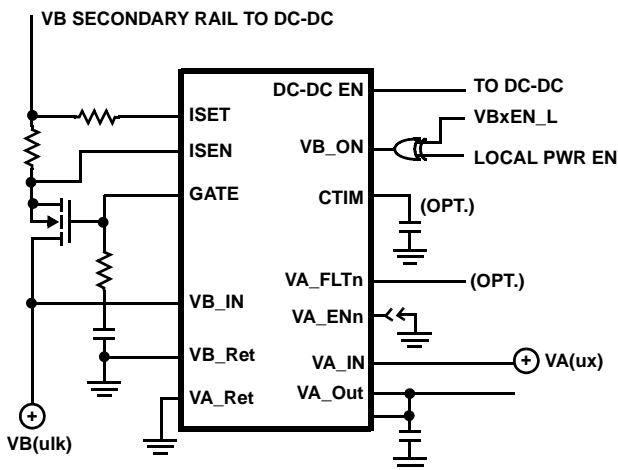 VB SECONDARY RAIL TO DC-DC
DC-DC EN
TO DC-DC
ISET
VBxEN_L
ISEN
VB_ON
LOCAL PWR EN
GATE
CTIM
(OPT.)
VA_FLTn
(OPT.)
VB_IN
VA_ENn
VB_Ret
VA_IN
+ VA(ux)
VA_Ret
VA_Out
+
VB(ulk)